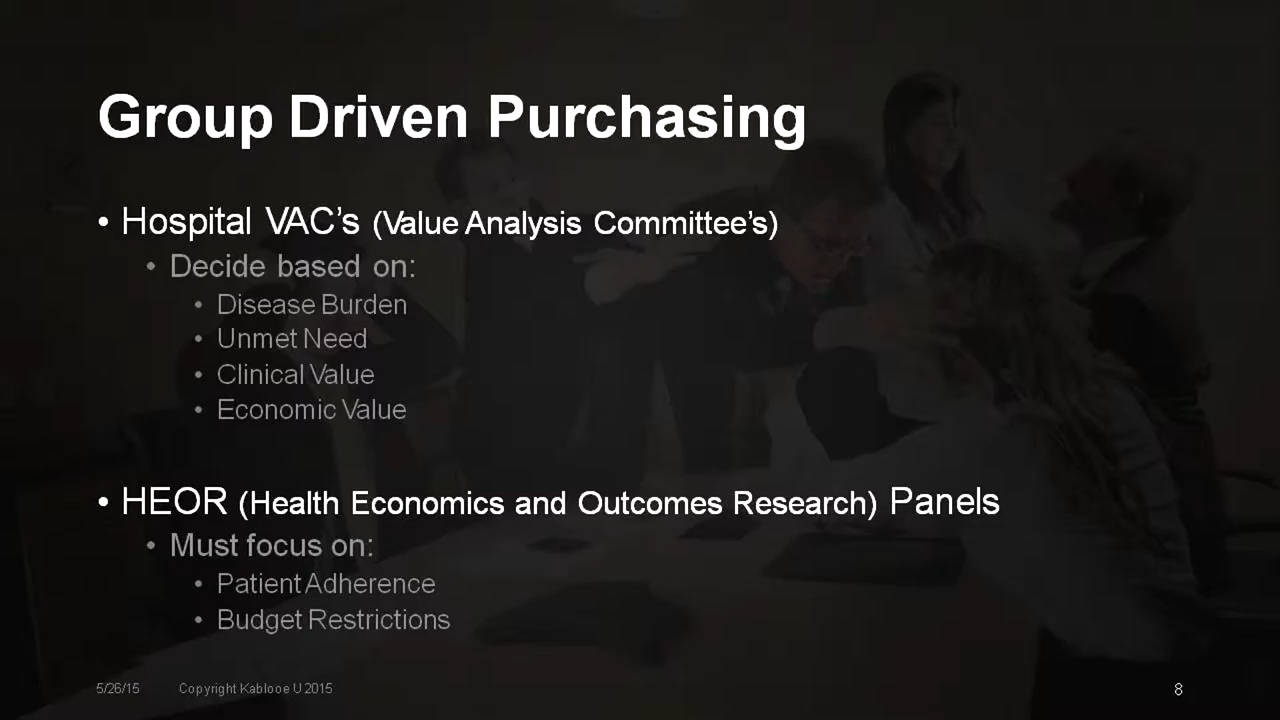 Group Driven Purchasing
• Hospital VAC’s (Value Analysis Committee’s)
• Decide based on:
• Disease Burden
• Unmet Need
• Clinical Value
• Economic Value
• HEOR (Health Economics and Outcomes Research) Panels
• Must focus on:
• Patient Adherence
• Budget Restrictions
5/26/15 Copyright Kablooe U 2015 8